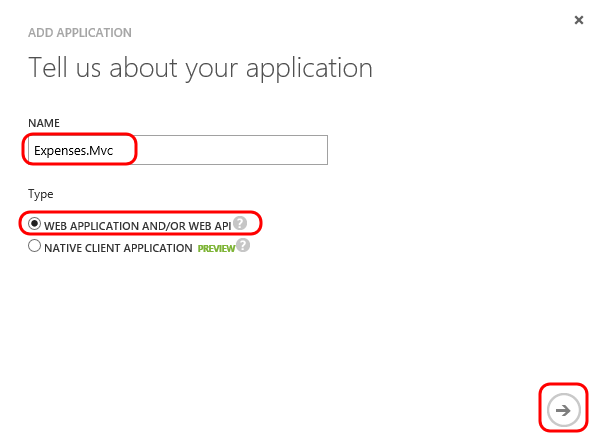 ADD APPLICATION
Tell us about your application
NAME
Expenses.Mvc
Type
WEB APPLICATION AND/OR WEB API ?
NATIVE CLIENT APPLICATION PREVIEW ?